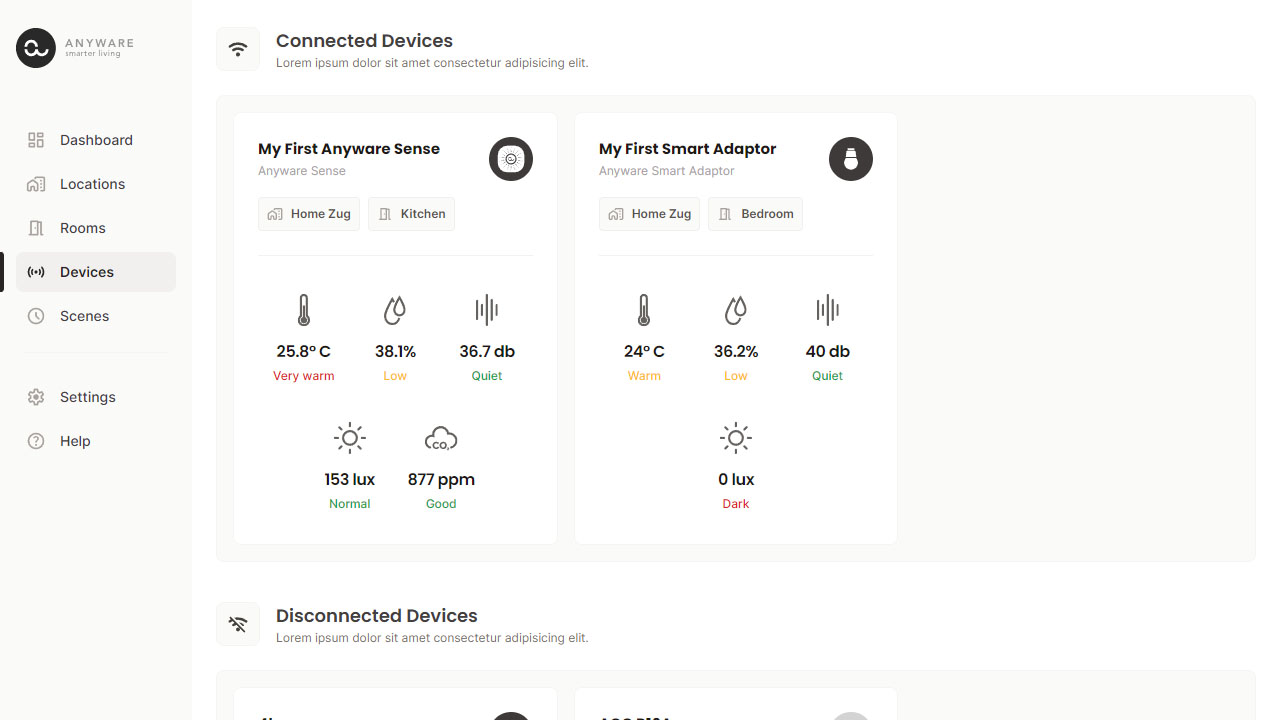 ANYWARE
smarter living
Dashboard
Locations
Rooms
Devices
Scenes
Settings
Help
Connected Devices
Lorem ipsum dolor sit amet consectetur adipisicing elit.
My First Anyware Sense
Anyware Sense
Home Zug Kitchen
25.8° C 38.1% 36.7 db
Very warm Low Quiet
CO₂
153 lux 877 ppm
Normal Good
My First Smart Adaptor
Anyware Smart Adaptor
Home Zug Bedroom
24° C 36.2% 40 db
Warm Low Quiet
0 lux
Dark
Disconnected Devices
Lorem ipsum dolor sit amet consectetur adipisicing elit.